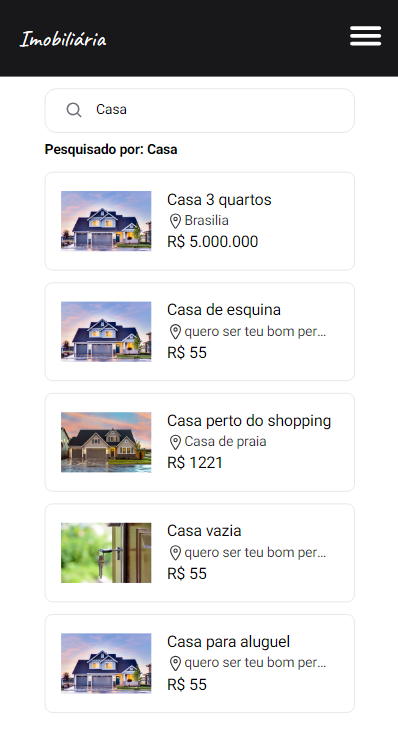 Imobiliária
Casa
Pesquisado por: Casa
Casa 3 quartos
Brasilia
R$ 5.000.000
Casa de esquina
quero ser teu bom per...
R$ 55
Casa perto do shopping
Casa de praia
R$ 1221
Casa vazia
quero ser teu bom per...
R$ 55
Casa para aluguel
quero ser teu bom per...
R$ 55